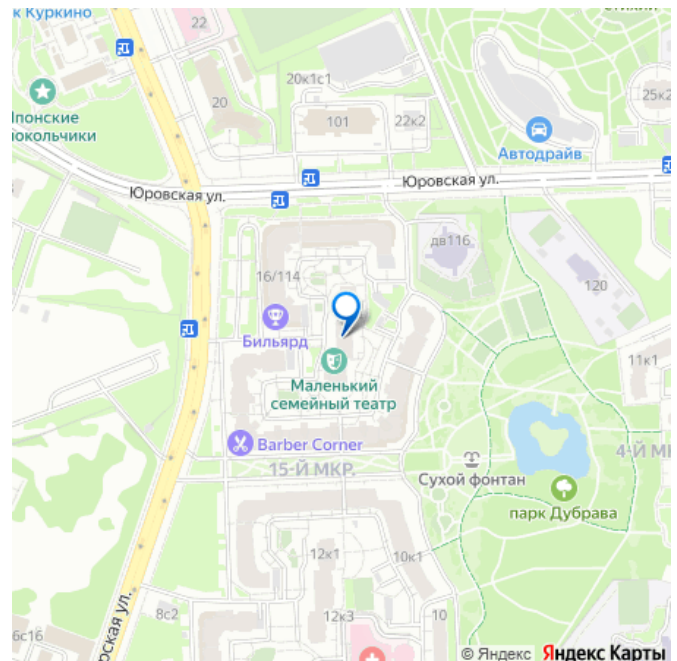 к Куркино
22
20к1с1
25к2
20
101
22к2
Японские
Автодрайв
Юровская ул.
Юровская ул.
дв116
16/114
120
Бильярд
11к1
Маленький
семейный театр
Barber Corner
15-Й МКР.
Сухой фонтан
парк Дубрава
12к1
10к1
8с2
12к3
10
6с16
© Яндекс Яндекс Карты